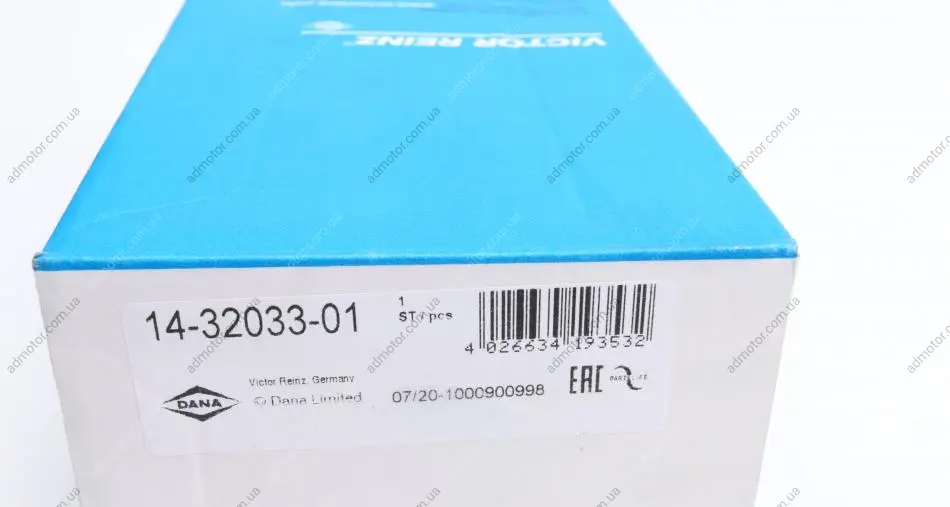 VICTOR REINZ
14-32033-01
1
ST / pcs
4 026634 193532
Victor Reinz, Germany
© Dana Limited
DANA
07/20-1000900998
EAC
admotor.com.ua